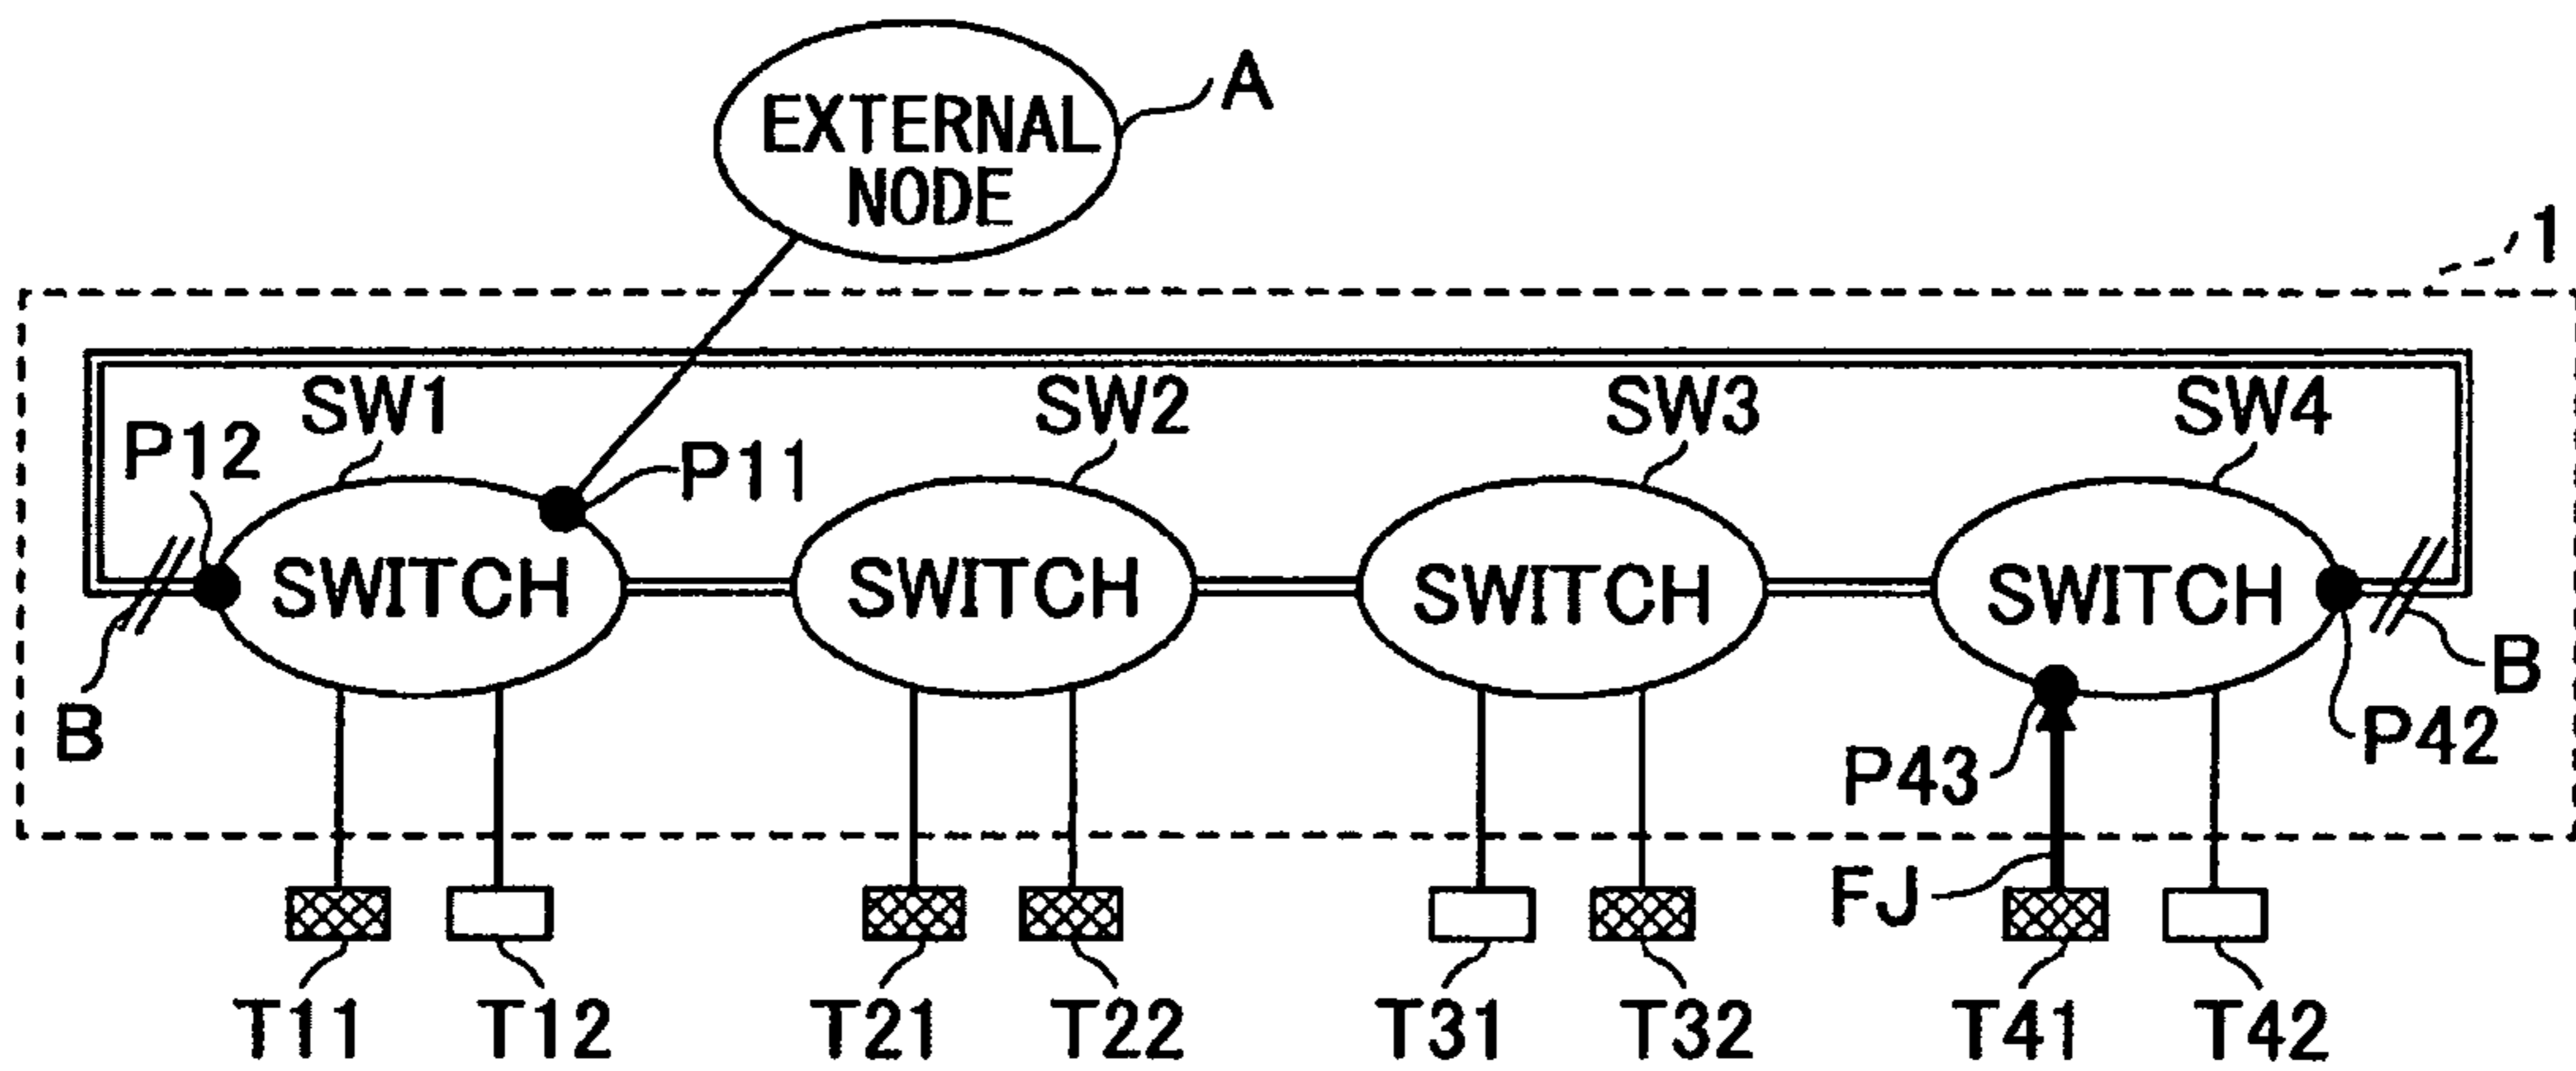 EXTERNAL
NODE
A
1
SW1
SW2
SW3
SW4
P12
P11
SWITCH
SWITCH
SWITCH
SWITCH
B
B
P43
P42
FJ
T11
T12
T21
T22
T31
T32
T41
T42